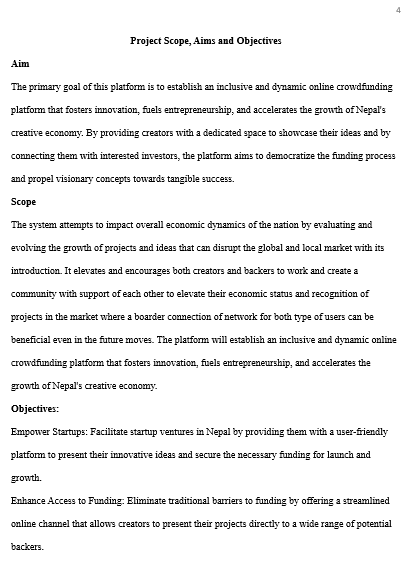 4
Project Scope, Aims and Objectives
Aim
The primary goal of this platform is to establish an inclusive and dynamic online crowdfunding
platform that fosters innovation, fuels entrepreneurship, and accelerates the growth of Nepal's
creative economy. By providing creators with a dedicated space to showcase their ideas and by
connecting them with interested investors, the platform aims to democratize the funding process
and propel visionary concepts towards tangible success.
Scope
The system attempts to impact overall economic dynamics of the nation by evaluating and
evolving the growth of projects and ideas that can disrupt the global and local market with its
introduction. It elevates and encourages both creators and backers to work and create a
community with support of each other to elevate their economic status and recognition of
projects in the market where a boarder connection of network for both type of users can be
beneficial even in the future moves. The platform will establish an inclusive and dynamic online
crowdfunding platform that fosters innovation, fuels entrepreneurship, and accelerates the
growth of Nepal's creative economy.
Objectives:
Empower Startups: Facilitate startup ventures in Nepal by providing them with a user-friendly
platform to present their innovative ideas and secure the necessary funding for launch and
growth.
Enhance Access to Funding: Eliminate traditional barriers to funding by offering a streamlined
online channel that allows creators to present their projects directly to a wide range of potential
backers.